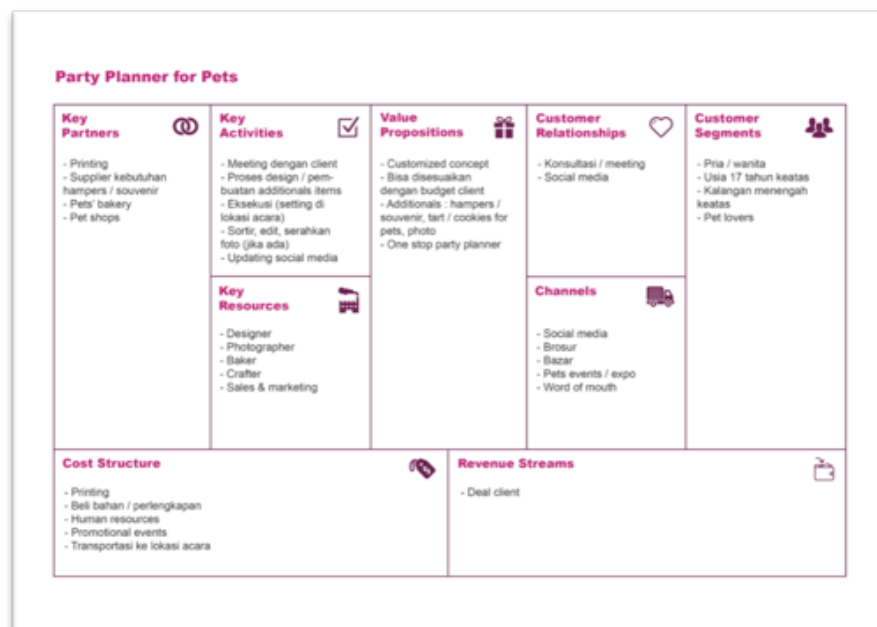 Party Planner for Pets
Key
Partners
- Printing
- Supplier kebutuhan
hampers / souvenir
- Pets' bakery
- Pet shops
Key
Activities
- Meeting dengan client
- Proses design / pem-
buatan additionals items
- Eksekusi (setting di
lokasi acara)
- Sortir, edit, serahkan
foto (jika ada)
- Updating social media
Key
Resources
- Designer
- Photographer
- Baker
- Crafter
- Sales & marketing
Value
Propositions
- Customized concept
- Bisa disesuaikan
dengan budget client
- Additionals : hampers /
souvenir, tart / cookies for
pets, photo
- One stop party planner
Customer
Relationships
- Konsultasi / meeting
- Social media
Channels
- Social media
- Brosur
- Bazar
- Pets events / expo
- Word of mouth
Customer
Segments
- Pria / wanita
- Usia 17 tahun keatas
- Kalangan menengah
keatas
- Pet lovers
Cost Structure
- Printing
- Beli bahan / perlengkapan
- Human resources
- Promotional events
- Transportasi ke lokasi acara
Revenue Streams
- Deal client